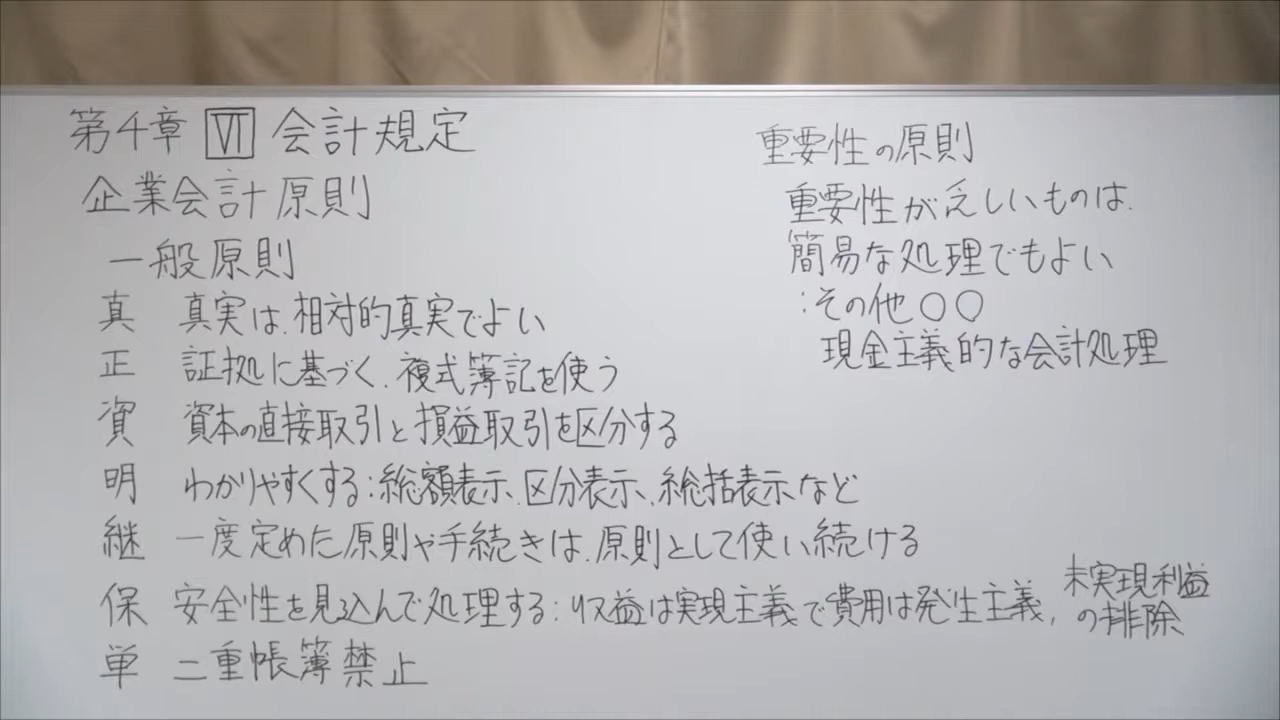 第4章 Ⅵ 会計規定
企業会計原則
一般原則
真 真実は、相対的真実でよい
正 証拠に基づく、複式簿記を使う
資 資本の直接取引と損益取引を区分する
明 わかりやすくする:総額表示、区分表示、総括表示など
継 一度定めた原則や手続きは、原則として使い続ける
保 安全性を見込んで処理する:収益は実現主義で費用は発生主義、未実現利益
の排除
単 二重帳簿禁止
重要性の原則
重要性が乏しいものは、
簡易な処理でもよい
:その他○○
現金主義的な会計処理